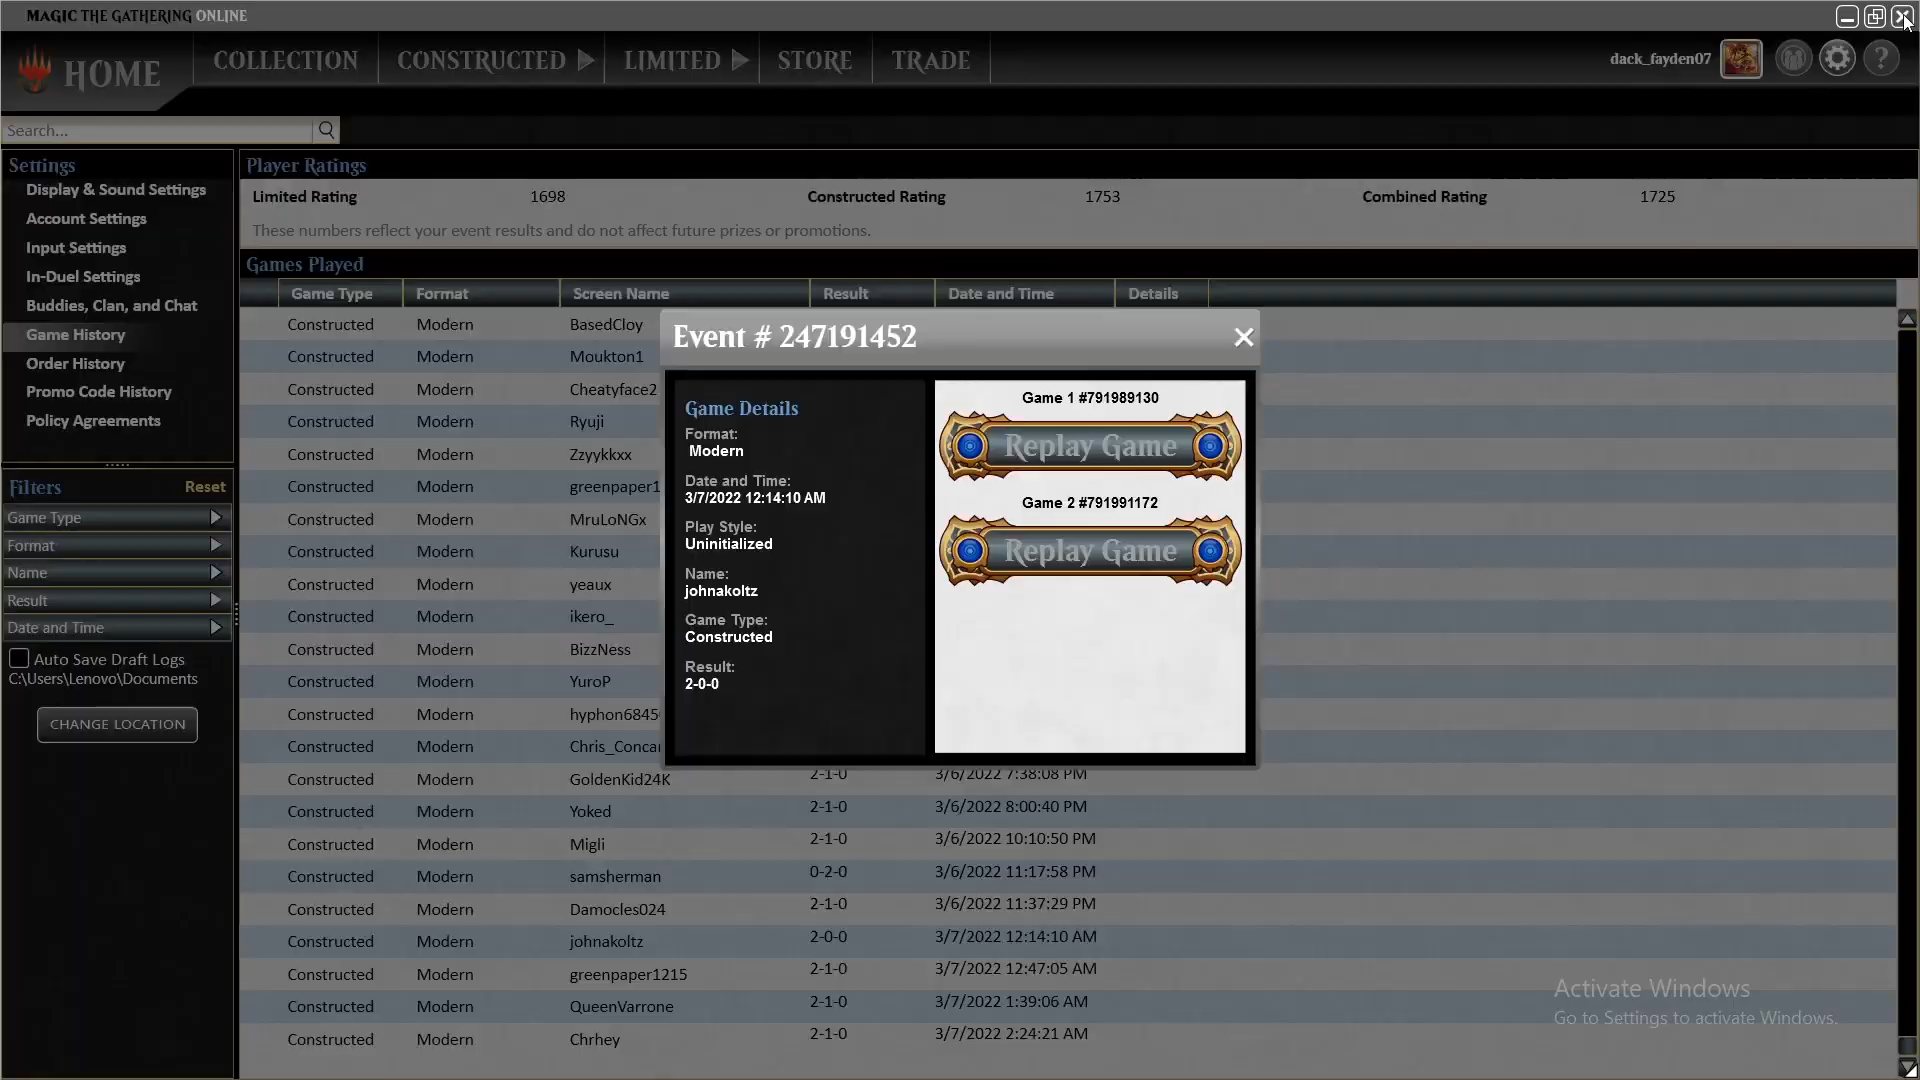 MAGIC THE GATHERING ONLINE
HOME
COLLECTION
CONSTRUCTED
LIMITED
STORE
TRADE
dack_fayden07
?
Search...
Settings
Display & Sound Settings
Account Settings
Input Settings
In-Duel Settings
Buddies, Clan, and Chat
Game History
Order History
Promo Code History
Policy Agreements
Filters Reset
Game Type
Format
Name
Result
Date and Time
Auto Save Draft Logs
C:\Users\Lenovo\Documents
CHANGE LOCATION
Player Ratings
Limited Rating 1698 Constructed Rating 1753 Combined Rating 1725
These numbers reflect your event results and do not affect future prizes or promotions.
Games Played
Game Type Format Screen Name Result Date and Time Details
Constructed Modern BasedCloy
Constructed Modern Moukton1
Constructed Modern Cheatyface2
Constructed Modern Ryuji
Constructed Modern Zzyykkxx
Constructed Modern greenpaper1
Constructed Modern MruLoNGx
Constructed Modern Kurusu
Constructed Modern yeaux
Constructed Modern ikero_
Constructed Modern BizzNess
Constructed Modern YuroP
Constructed Modern hyphon6845
Constructed Modern Chris_Conca
Constructed Modern GoldenKid24K 2-1-0 3/6/2022 7:38:08 PM
Constructed Modern Yoked 2-1-0 3/6/2022 8:00:40 PM
Constructed Modern Migli 2-1-0 3/6/2022 10:10:50 PM
Constructed Modern samsherman 0-2-0 3/6/2022 11:17:58 PM
Constructed Modern Damocles024 2-1-0 3/6/2022 11:37:29 PM
Constructed Modern johnakoltz 2-0-0 3/7/2022 12:14:10 AM
Constructed Modern greenpaper1215 2-1-0 3/7/2022 12:47:05 AM
Constructed Modern QueenVarrone 2-1-0 3/7/2022 1:39:06 AM
Constructed Modern Chrhey 2-1-0 3/7/2022 2:24:21 AM
Event # 247191452
Game Details
Format:
Modern
Date and Time:
3/7/2022 12:14:10 AM
Play Style:
Uninitialized
Name:
johnakoltz
Game Type:
Constructed
Result:
2-0-0
Game 1 #791989130
Replay Game
Game 2 #791991172
Replay Game
Activate Windows
Go to Settings to activate Windows.